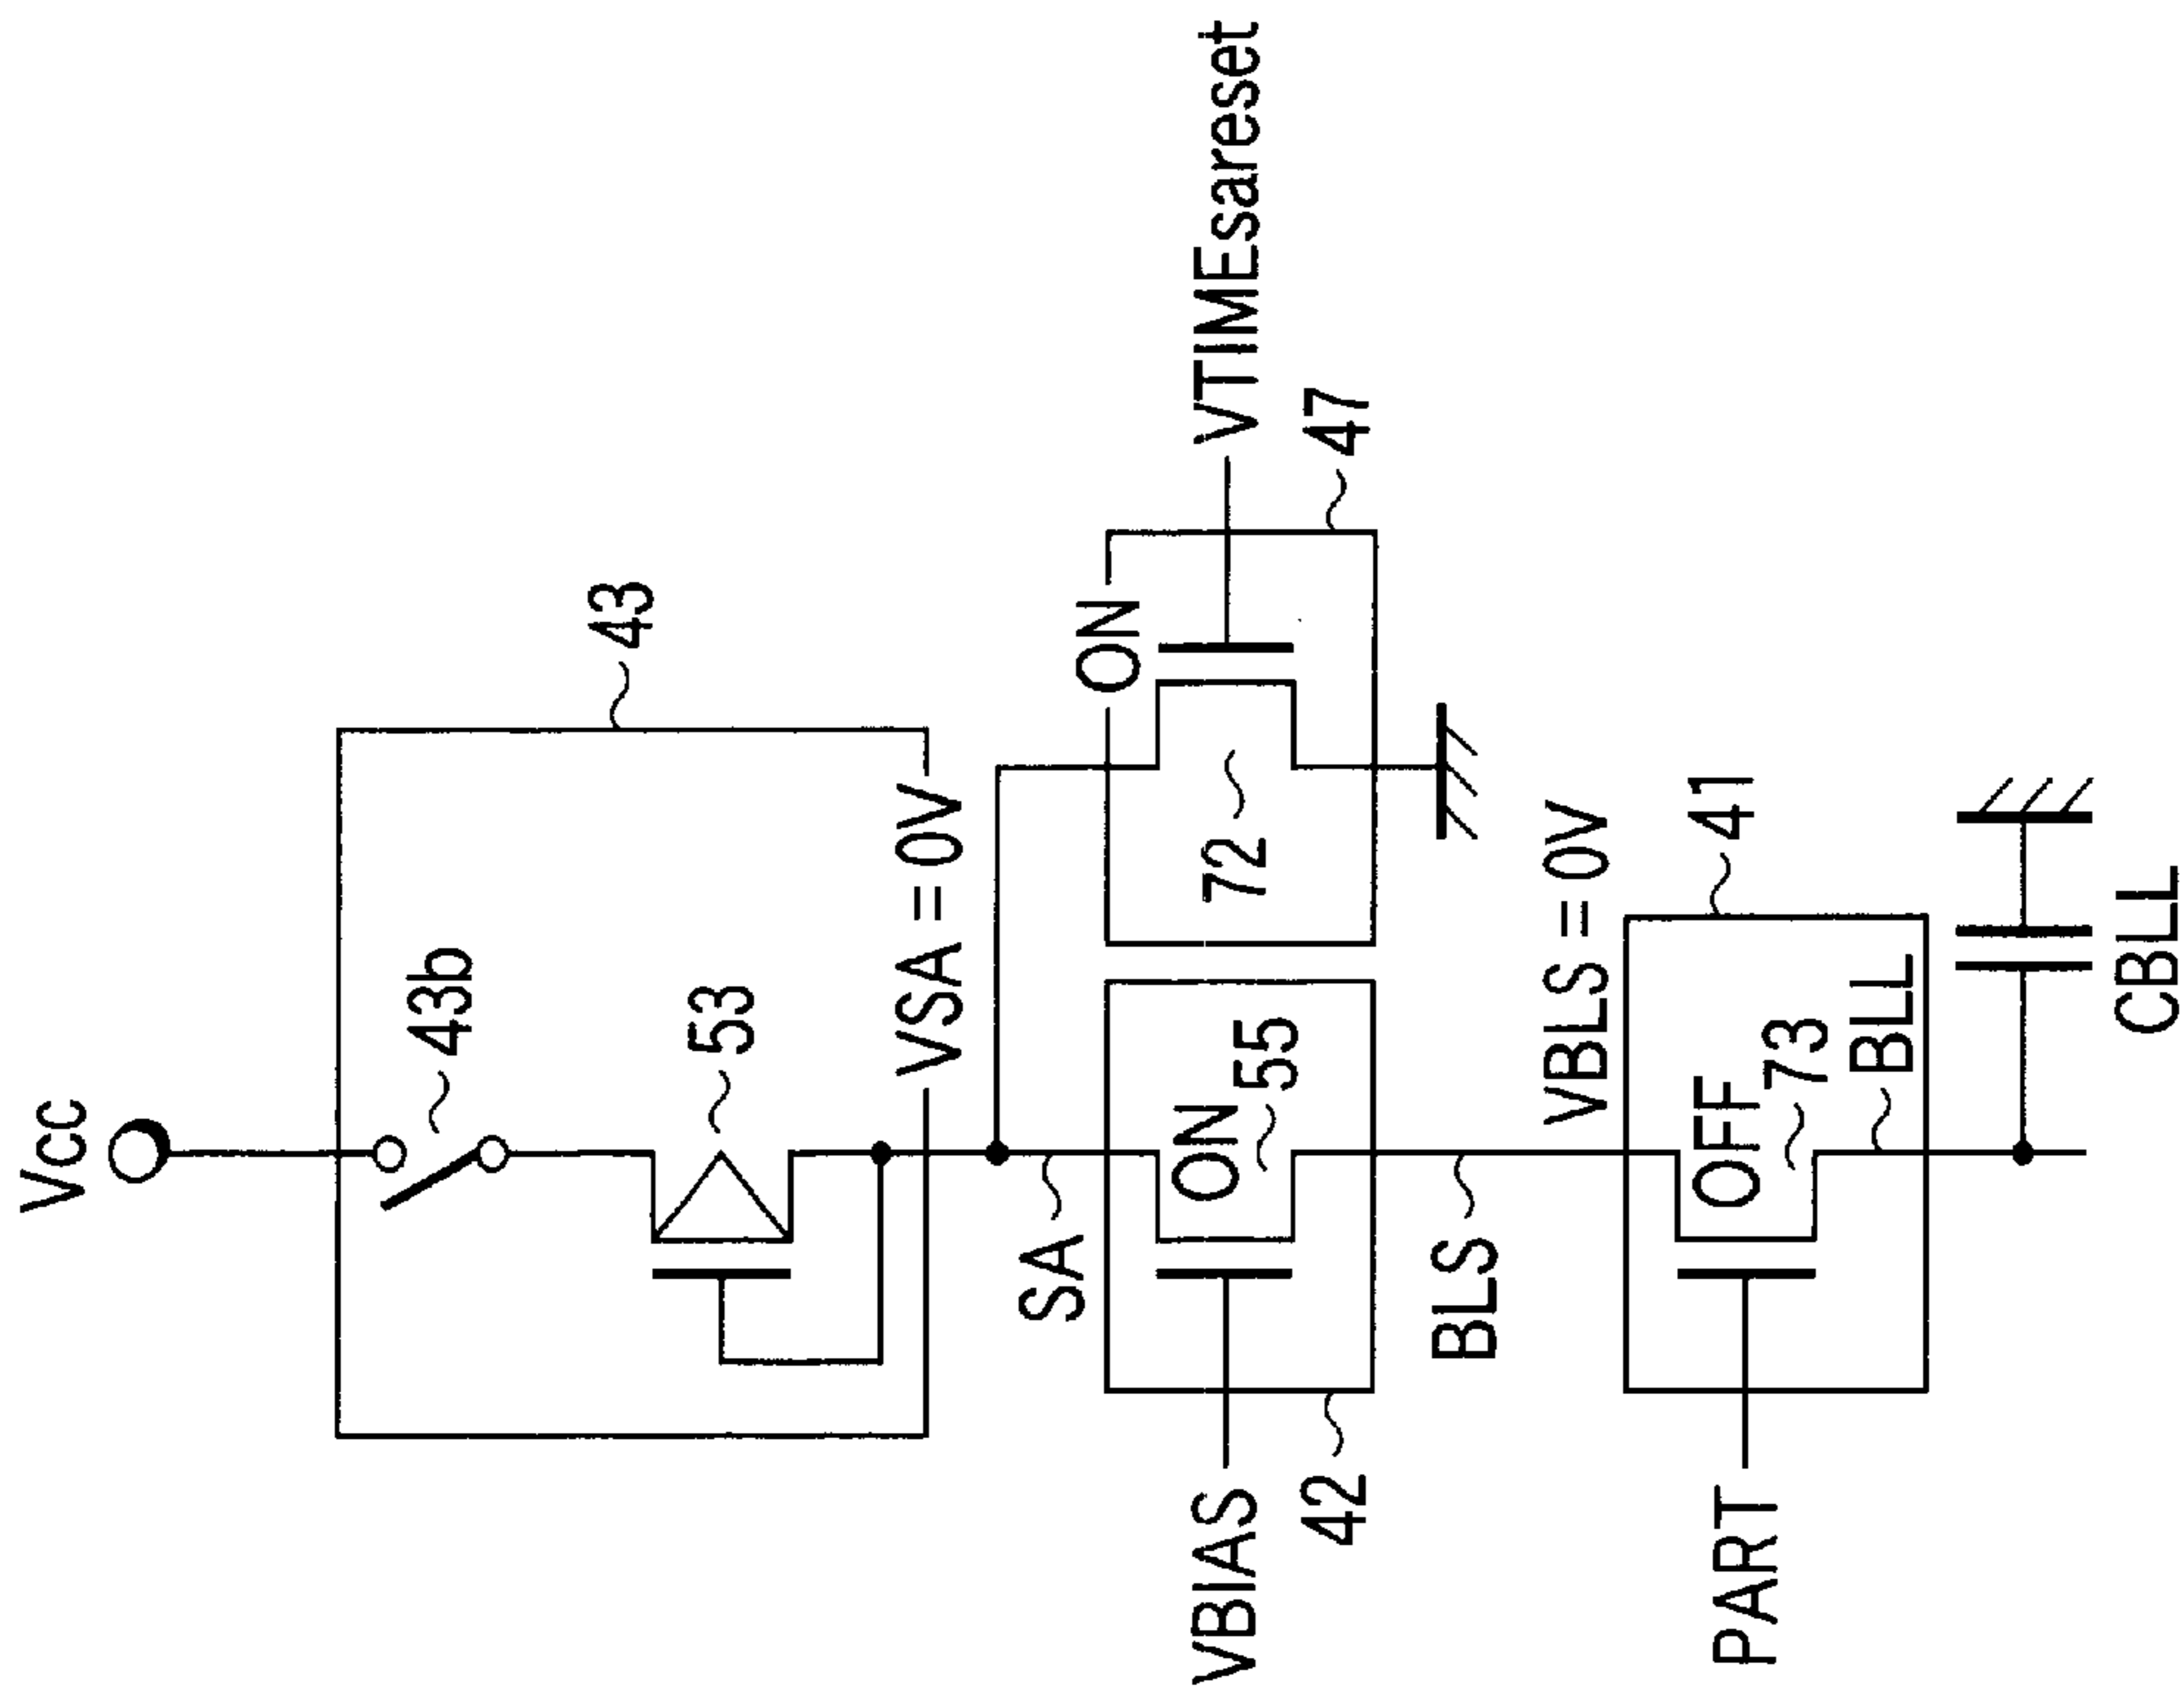 Vcc
43
43b
53
VSA = 0V
SA
ON
VTIMEsareset
47
72
VBIAS
ON
55
42
BLS
VBLS = 0V
41
PART
OFF
73
BLL
CBLL